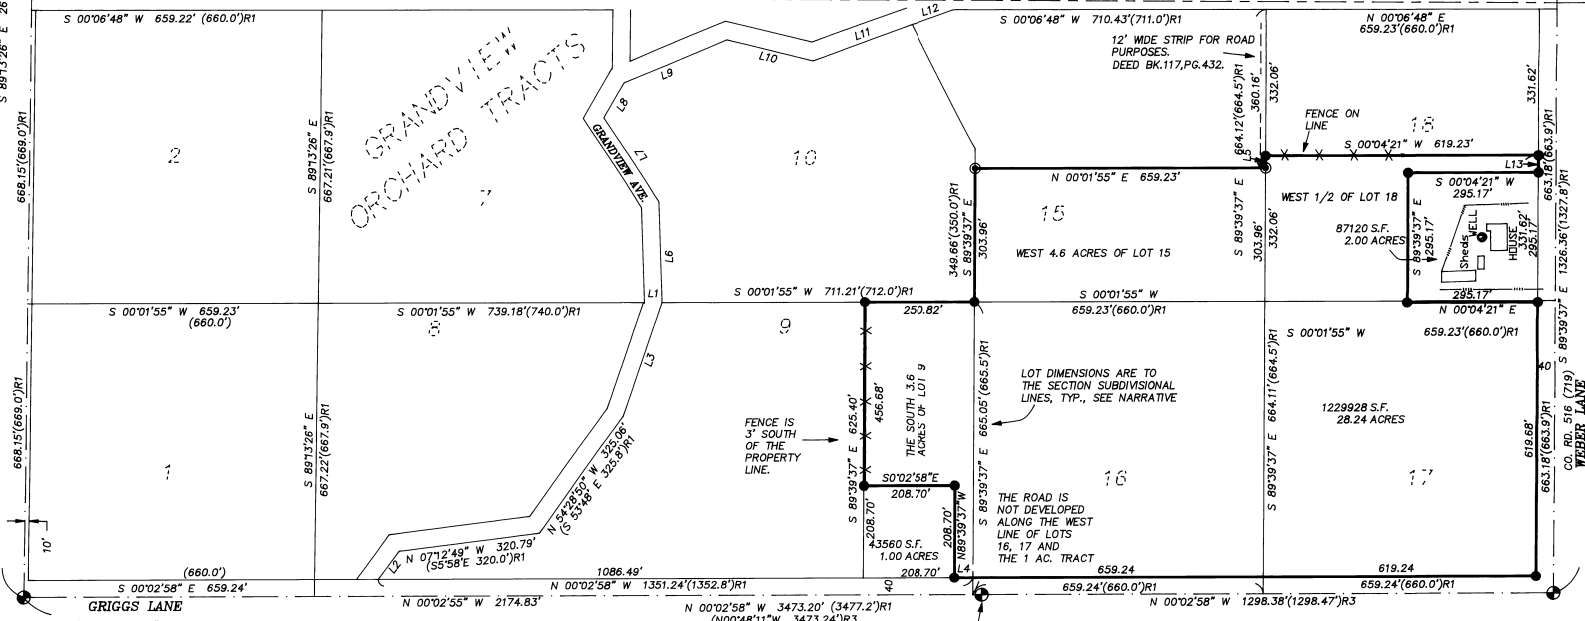 S 00°06'48" W 659.22' (660.0')R1
S 89°13'26" E 26
668.15'(669.0')R1
2
S 89°13'26" E
667.21'(667.9')R1
GRANDVIEW
ORCHARD TRACTS
7
L12
L11
L10
L9
L8
L7
GRANDVIEW AVE.
L6
L1
L3
10
S 00°06'48" W 710.43'(711.0')R1
12' WIDE STRIP FOR ROAD
PURPOSES.
DEED BK.117,PG.432.
664.12'(664.5')R1
360.16'
332.06'
L5
N 00°06'48" E
659.23'(660.0')R1
331.62'
FENCE ON
LINE
18
S 00°04'21" W 619.23'
L13
663.18'(663.9')R1
S 00°04'21" W
295.17'
N 00°01'55" E 659.23'
349.66'(350.0')R1
S 89°39'37" E
303.96'
15
WEST 4.6 ACRES OF LOT 15
S 89°39'37" E
303.96'
332.06'
WEST 1/2 OF LOT 18
87120 S.F.
2.00 ACRES
S 89°39'37" E
295.17'
Sheds
WELL
HOUSE
331.62'
295.17'
S 89°39'37" E 1326.36'(1327.8')R1
295.17'
N 00°04'21" E
S 00°01'55" W 659.23'
(660.0')
S 00°01'55" W 739.18'(740.0')R1
8
S 00°01'55" W 711.21'(712.0')R1
250.82'
S 00°01'55" W
659.23'(660.0')R1
S 00°01'55" W 659.23'(660.0')R1
9
668.15'(669.0')R1
1
S 89°13'26" E
667.22'(667.9')R1
N 54°28'50" W 325.06'
(S 53°48' E 325.8')R1
FENCE IS
3' SOUTH
OF THE
PROPERTY
LINE.
S 89°39'37" E 625.40'
456.68'
THE SOUTH 3.6
ACRES OF LOT 9
S 89°39'37" E 665.05'(665.5')R1
LOT DIMENSIONS ARE TO
THE SECTION SUBDIVISIONAL
LINES, TYP., SEE NARRATIVE
S 89°39'37" E 664.11'(664.5')R1
1229928 S.F.
28.24 ACRES
40
619.68'
663.18'(663.9')R1
CO. RD. 516 (719)
WEBER LANE
16
17
S0°02'58"E
208.70'
208.70'
208.70'
N89°39'37"W
43560 S.F.
1.00 ACRES
THE ROAD IS
NOT DEVELOPED
ALONG THE WEST
LINE OF LOTS
16, 17 AND
THE 1 AC. TRACT
10'
L2
N 07°12'49" W 320.79'
(S5°58'E 320.0')R1
(660.0')
S 00°02'58" E 659.24'
1086.49'
N 00°02'58" W 1351.24'(1352.8')R1
40
208.70'
L4
659.24
659.24'(660.0')R1
619.24
659.24'(660.0')R1
GRIGGS LANE
N 00°02'55" W 2174.83'
N 00°02'58" W 3473.20' (3477.2')R1
(N00°48'11"W 3473.24')R3
N 00°02'58" W 1298.38'(1298.47')R3